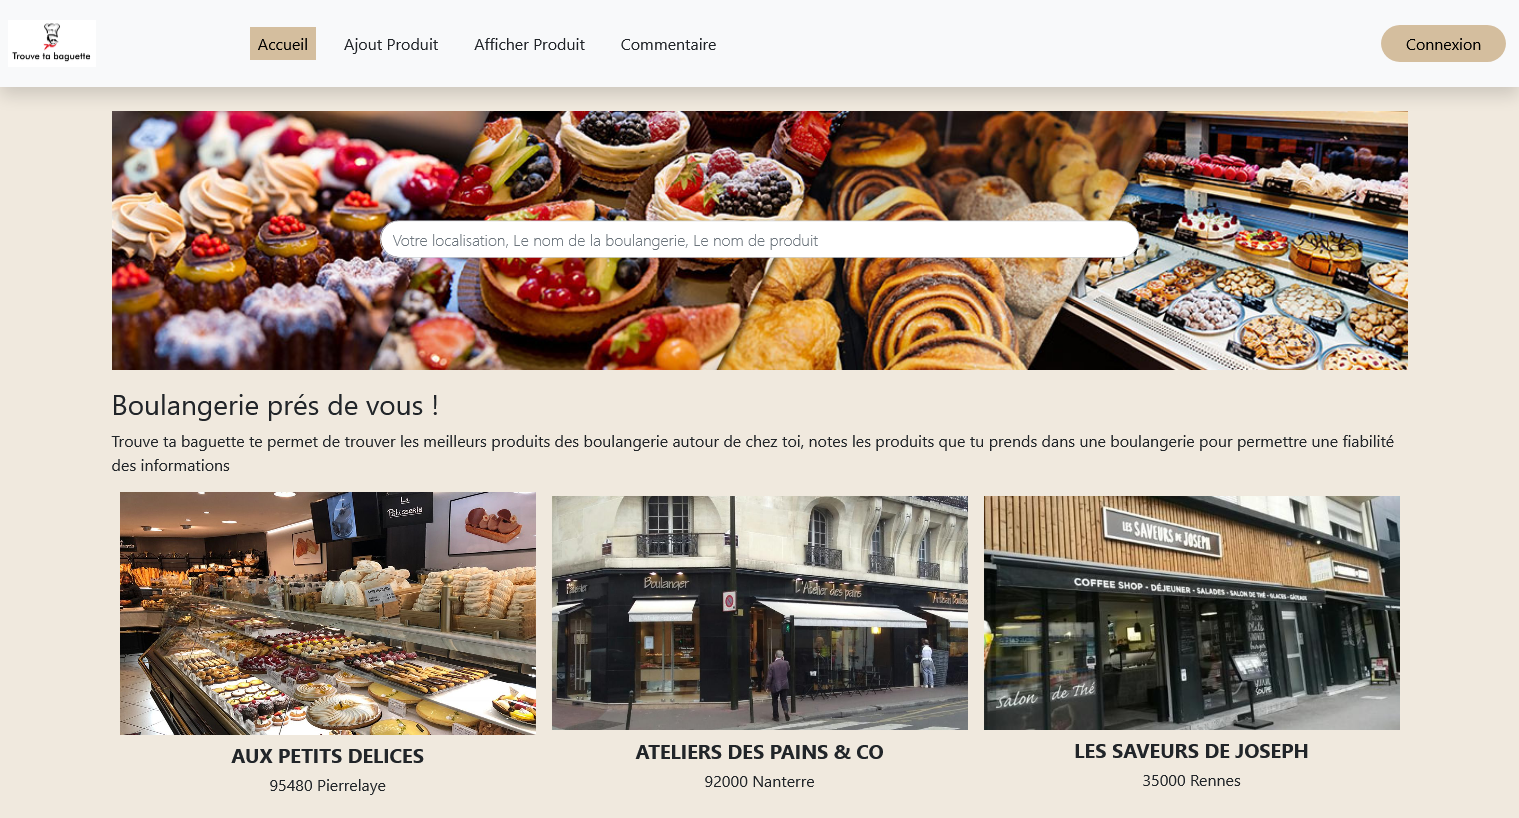 Trouve ta baguette
Accueil
Ajout Produit
Afficher Produit
Commentaire
Connexion
Votre localisation, Le nom de la boulangerie, Le nom de produit
Boulangerie prés de vous !
Trouve ta baguette te permet de trouver les meilleurs produits des boulangerie autour de chez toi, notes les produits que tu prends dans une boulangerie pour permettre une fiabilité
des informations
La
Pâtisserie
Boulanger
L'Atelier des pains
LES SAVEURS DE JOSEPH
COFFEE SHOP - DÉJEUNER - SALADES - SALON DE THÉ - GLACES - GÂTEAUX
Salon de Thé
AUX PETITS DELICES
95480 Pierrelaye
ATELIERS DES PAINS & CO
92000 Nanterre
LES SAVEURS DE JOSEPH
35000 Rennes